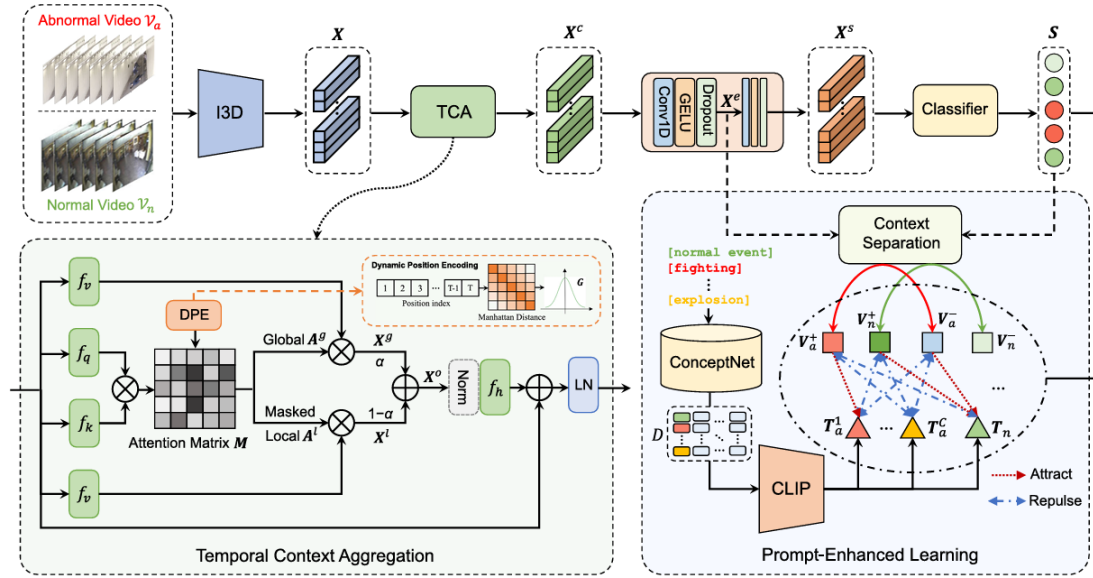 Abnormal Video 𝒱ₐ
Normal Video 𝒱ₙ
I3D
X
TCA
Xᶜ
Conv1D
GELU
Dropout
Xᵉ
Xˢ
Classifier
S
fᵥ
f_q
f_k
fᵥ
DPE
Dynamic Position Encoding
1 2 3 ··· T-1 T
Position index
Manhattan Distance
G
Attention Matrix M
Global Aᵍ
Masked
Local Aˡ
Xᵍ
α
1−α
Xˡ
Xᵒ
Norm
fₕ
LN
Temporal Context Aggregation
Context
Separation
[normal event]
[fighting]
[explosion]
ConceptNet
D
CLIP
Vₐ⁺
Vₙ⁺
Vₐ⁻
Vₙ⁻
...
Tₐ¹
...
Tₐᶜ
Tₙ
Attract
Repulse
Prompt-Enhanced Learning